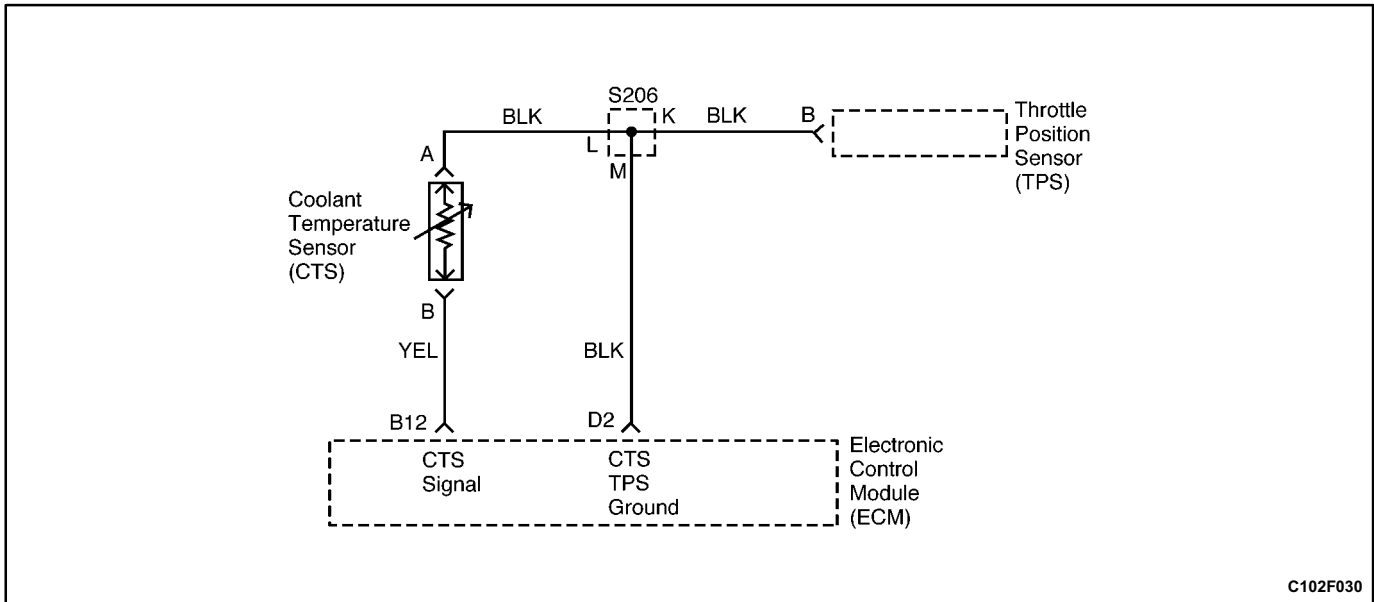 S206
BLK
K
BLK
B
Throttle
Position
Sensor
(TPS)
L
A
M
Coolant
Temperature
Sensor
(CTS)
B
YEL
BLK
B12
D2
CTS
Signal
CTS
TPS
Ground
Electronic
Control
Module
(ECM)
C102F030